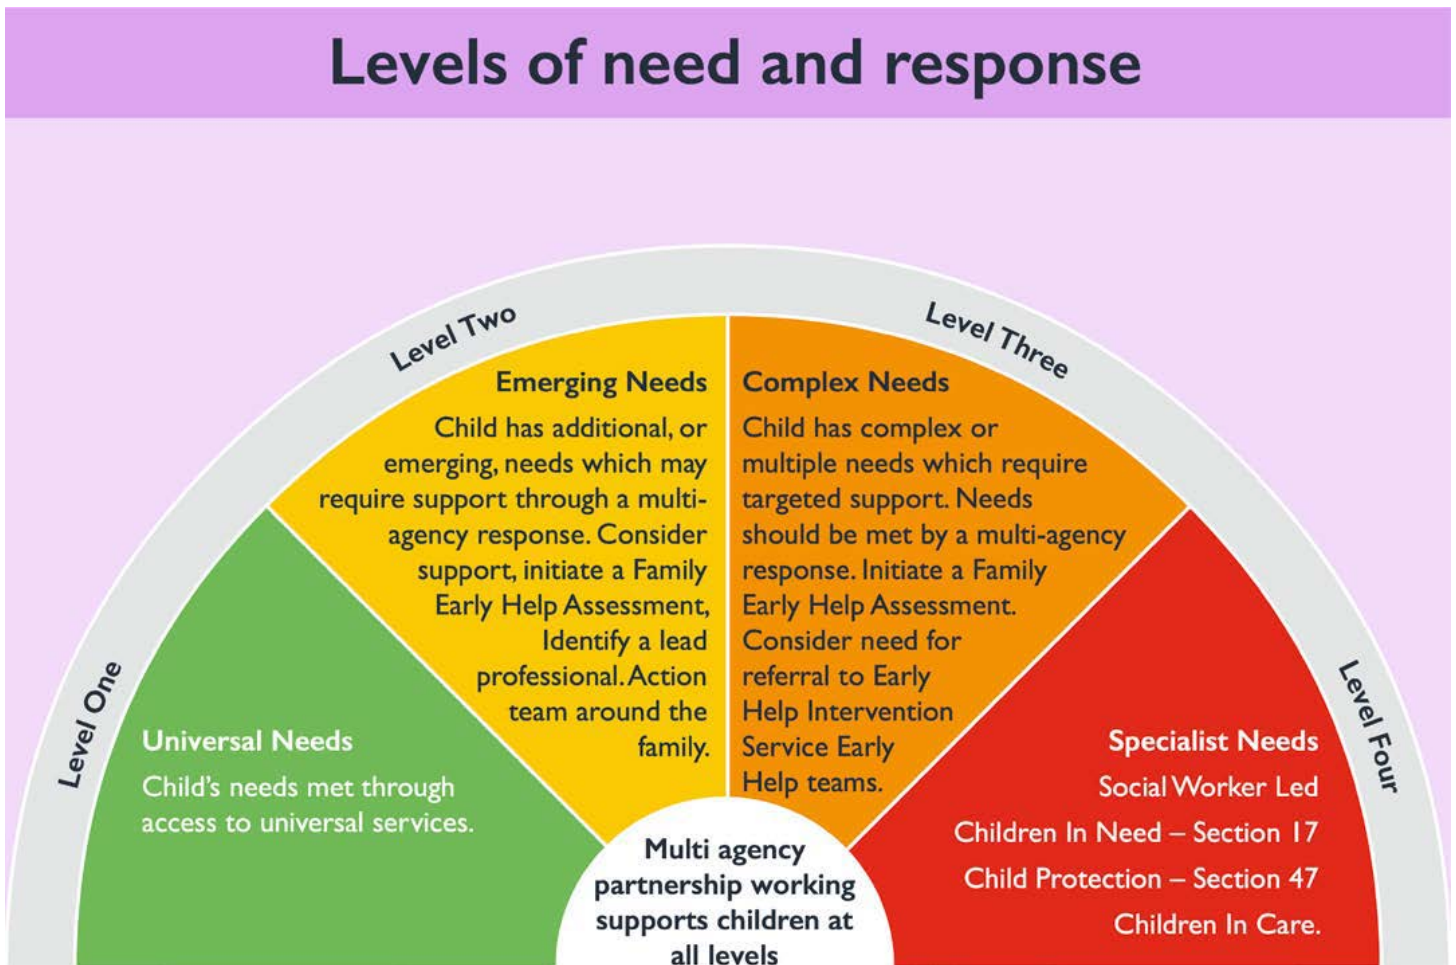 Levels of need and response
Level One
Universal Needs
Child’s needs met through
access to universal services.
Level Two
Emerging Needs
Child has additional, or
emerging, needs which may
require support through a multi-
agency response. Consider
support, initiate a Family
Early Help Assessment,
Identify a lead
professional. Action
team around the
family.
Level Three
Complex Needs
Child has complex or
multiple needs which require
targeted support. Needs
should be met by a multi-agency
response. Initiate a Family
Early Help Assessment.
Consider need for
referral to Early
Help Intervention
Service Early
Help teams.
Level Four
Specialist Needs
Social Worker Led
Children In Need – Section 17
Child Protection – Section 47
Children In Care.
Multi agency
partnership working
supports children at
all levels